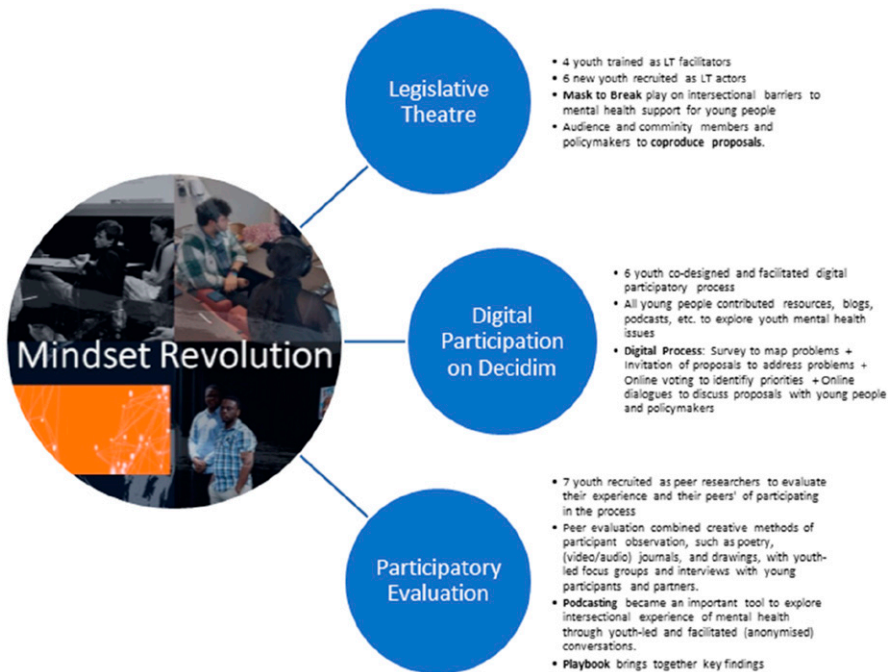 Mindset Revolution
Legislative
Theatre
• 4 youth trained as LT facilitators
• 6 new youth recruited as LT actors
• Mask to Break play on intersectional barriers to
mental health support for young people
• Audience and comminity members and
policymakers to coproduce proposals.
Digital
Participation
on Decidim
• 6 youth co-designed and facilitated digital
participatory process
• All young people contributed resources, blogs,
podcasts, etc. to explore youth mental health
issues
• Digital Process: Survey to map problems +
Invitation of proposals to address problems +
Online voting to identifiy priorities + Online
dialogues to discuss proposals with young people
and policymakers
Participatory
Evaluation
• 7 youth recruited as peer researchers to evaluate
their experience and their peers' of participating
in the process
• Peer evaluation combined creative methods of
participant observation, such as poetry,
(video/audio) journals, and drawings, with youth-
led focus groups and interviews with young
participants and partners.
• Podcasting became an important tool to explore
intersectional experience of mental health
through youth-led and facilitated (anonymised)
conversations.
• Playbook brings together key findings